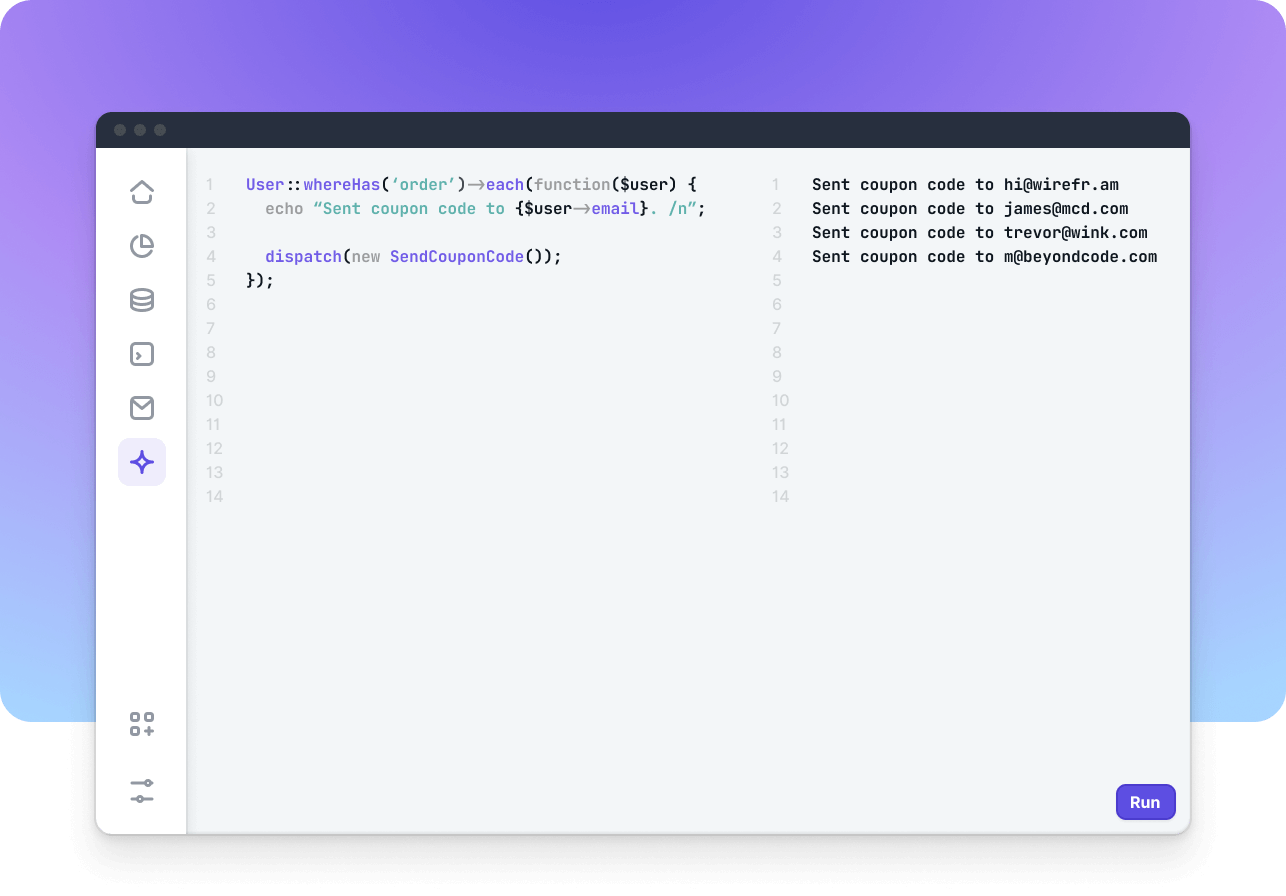 1 User::whereHas(‘order’)->each(function($user) {
2 echo “Sent coupon code to {$user->email}. /n”;
3
4 dispatch(new SendCouponCode());
5 });
6
7
8
9
10
11
12
13
14
1 Sent coupon code to hi@wirefr.am
2 Sent coupon code to james@mcd.com
3 Sent coupon code to trevor@wink.com
4 Sent coupon code to m@beyondcode.com
5
6
7
8
9
10
11
12
13
14
Run